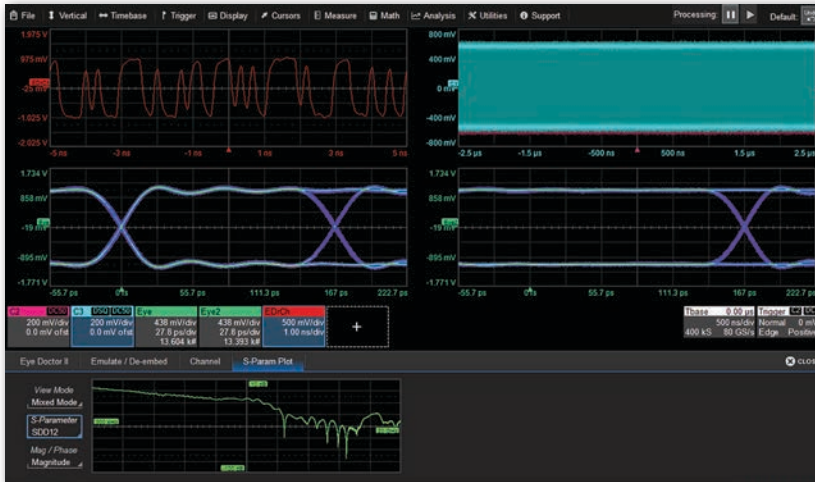 File Vertical Timebase Trigger Display Cursors Measure Math Analysis Utilities Support Processing: Default:
1.975 V
975 mV
-25 mV
-1.025 V
-2.025 V
-5 ns -3 ns -1 ns 1 ns 3 ns 5 ns
800 mV
400 mV
0 mV
-400 mV
-800 mV
-2.5 µs -1.5 µs -500 ns 500 ns 1.5 µs 2.5 µs
1.734 V
858 mV
Eye
-19 mV
-895 mV
-1.771 V
-55.7 ps 0 fs 55.7 ps 111.3 ps 167 ps 222.7 ps
1.734 V
858 mV
Eye2
-19 mV
-895 mV
-1.771 V
-55.7 ps 55.7 ps 111.3 ps 167 ps 222.7 ps
C2 DC50 C3 DSQ DC50 Eye Eye2 EDrCh
200 mV/div 200 mV/div 438 mV/div 438 mV/div 500 mV/div
0.0 mV ofst 0.0 mV ofst 27.8 ps/div 27.8 ps/div 1.00 ns/div
13.604 k# 13.393 k#
+
Tbase 0.00 µs Trigger C2 DC
500 ns/div Normal 0 mV
400 kS 80 GS/s Edge Positive
Eye Doctor II Emulate / De-embed Channel S-Param Plot CLOS
View Mode
Mixed Mode
S-Parameter
SDD12
Mag / Phase
Magnitude